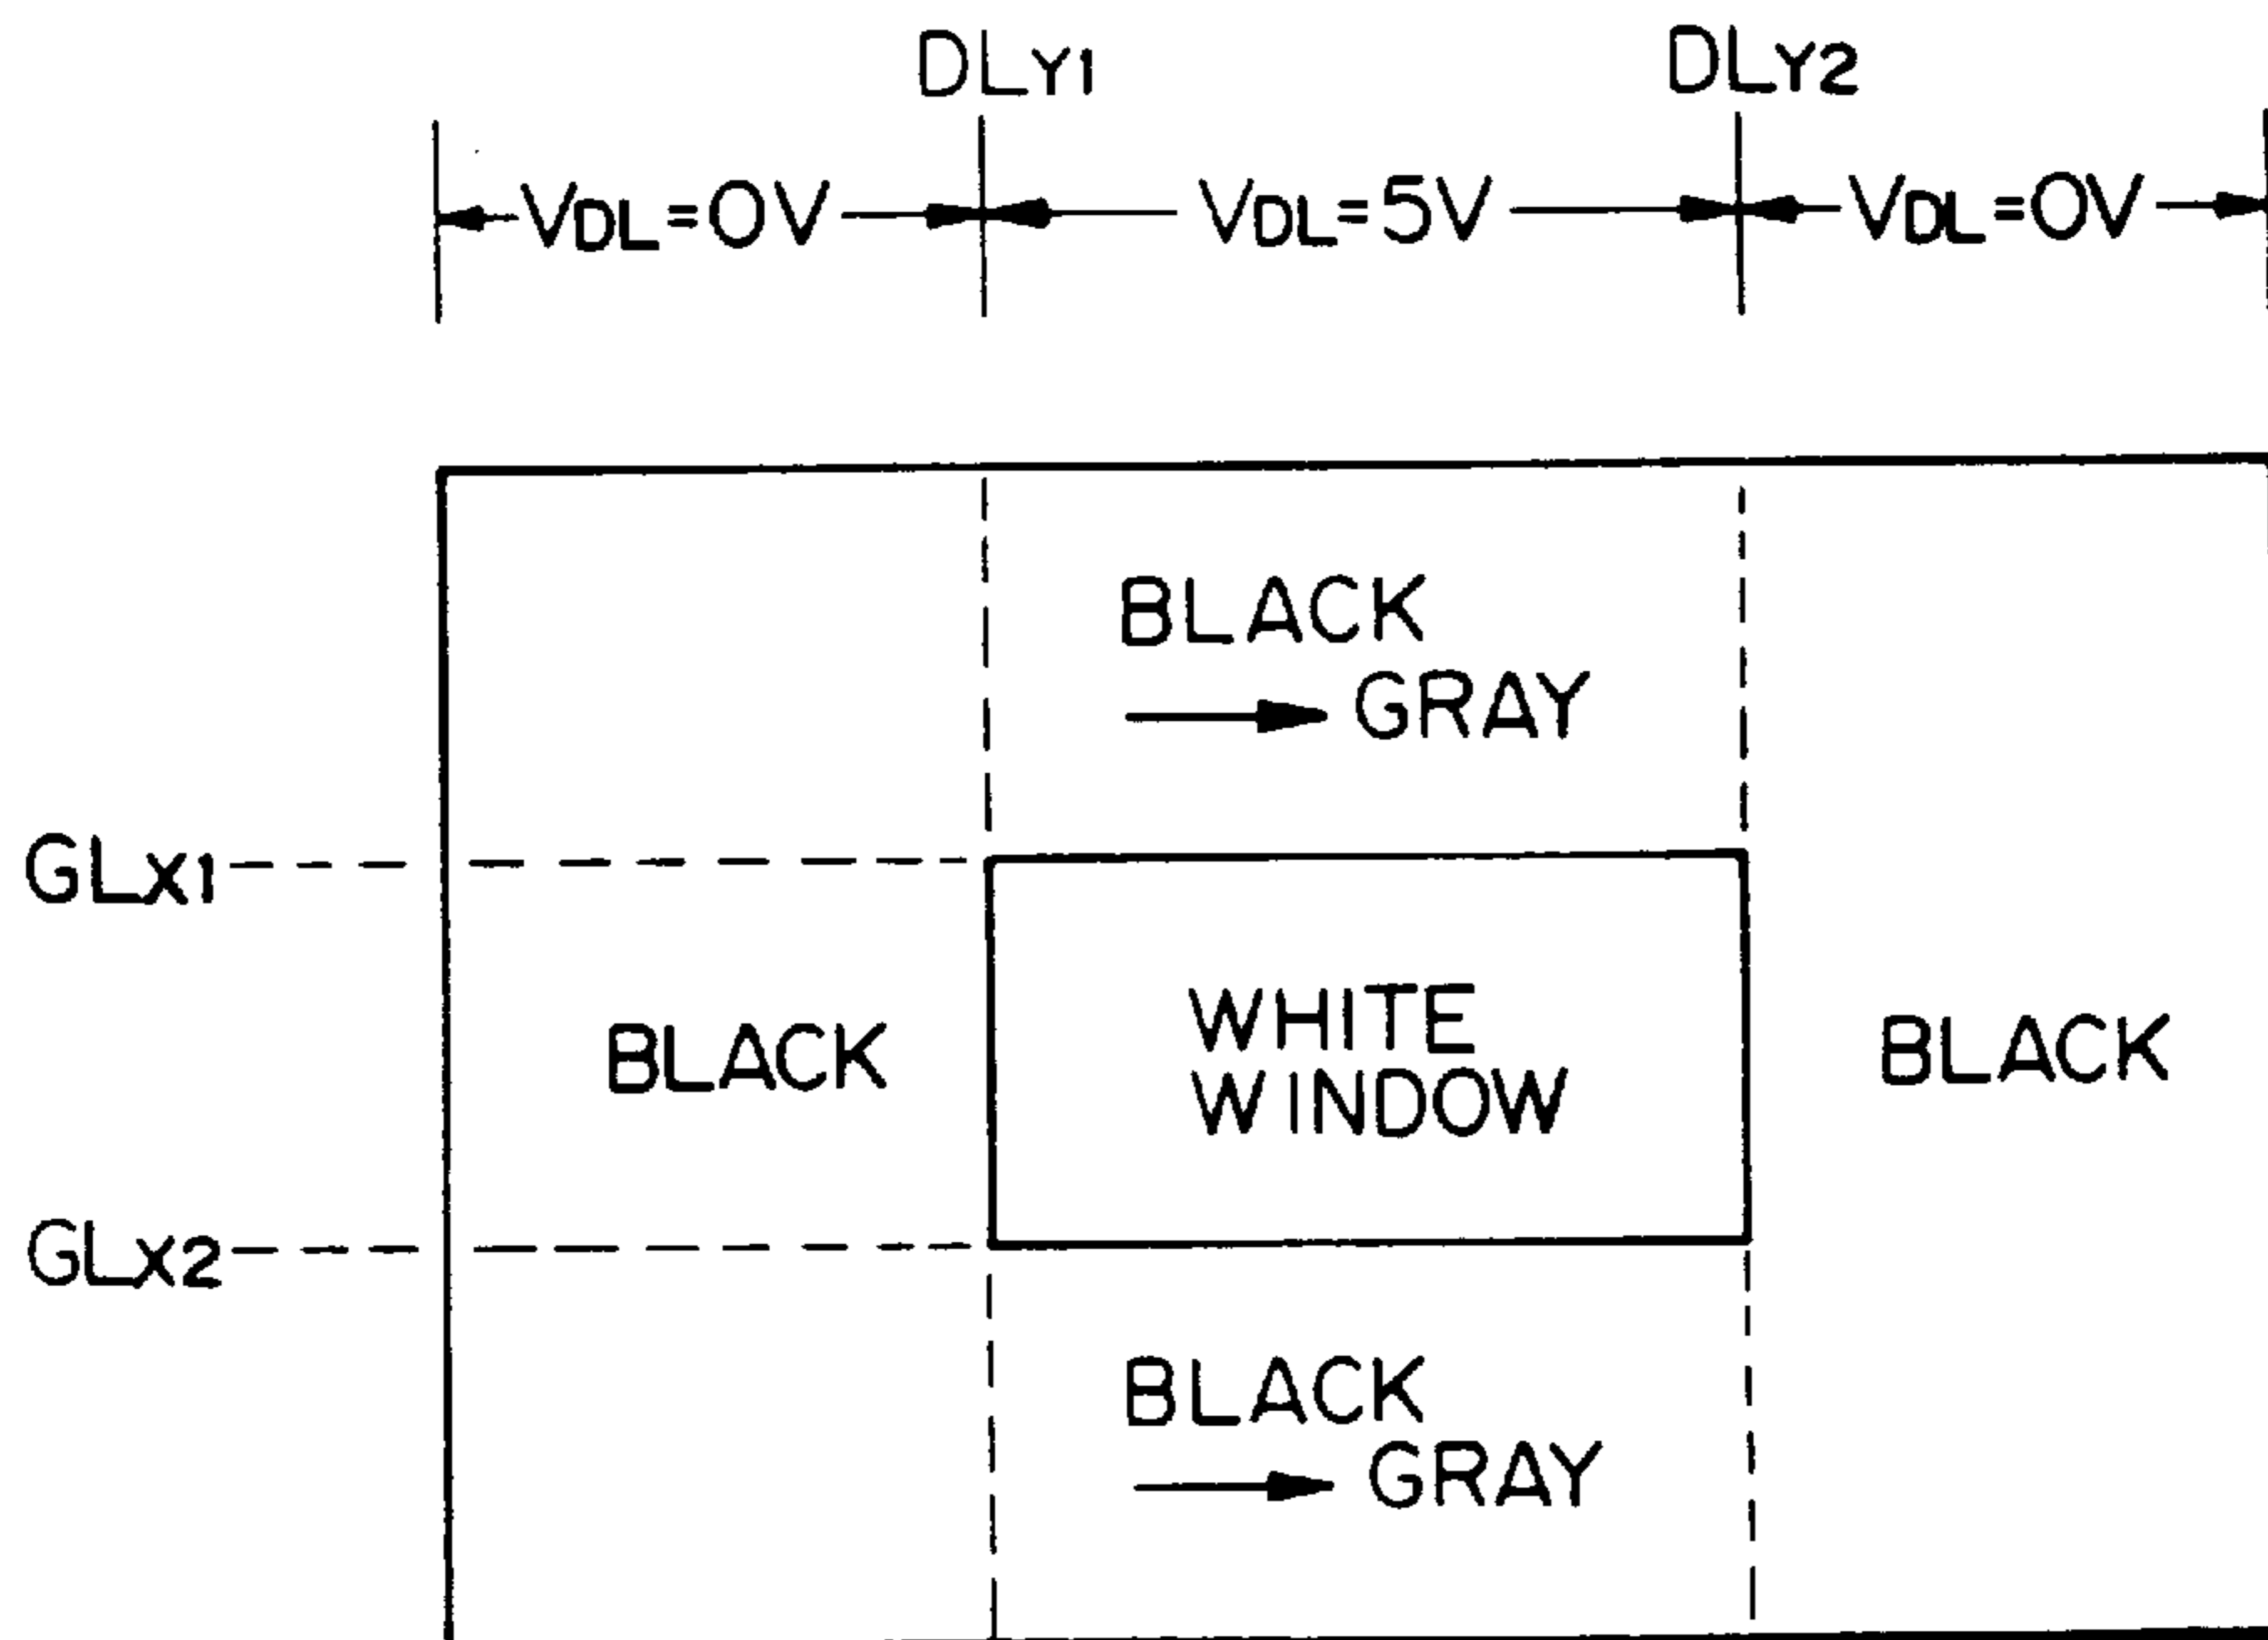 DLY1 DLY2
VDL=0V VDL=5V VDL=0V
BLACK
GRAY
GLX1
WHITE
BLACK WINDOW BLACK
GLX2
BLACK
GRAY